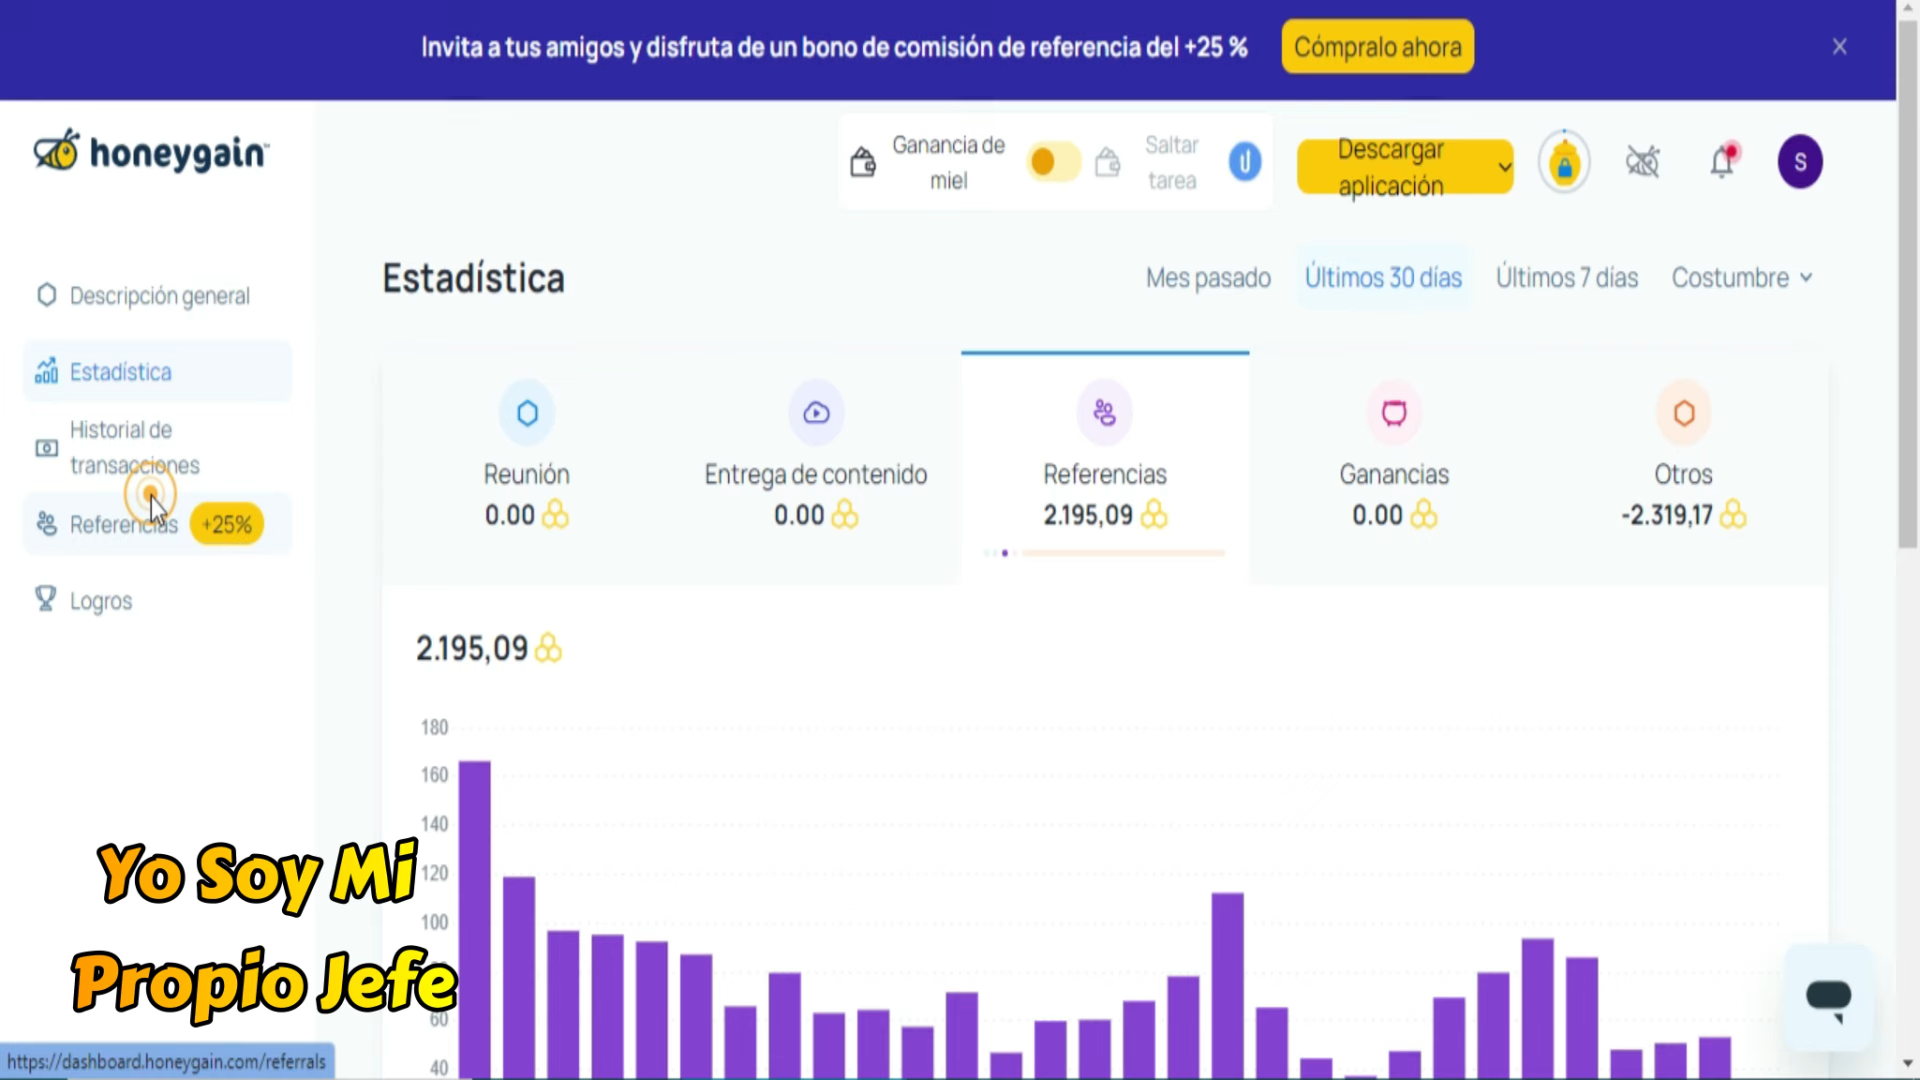 Invita a tus amigos y disfruta de un bono de comisión de referencia del +25 %
Cómpralo ahora
honeygain
Ganancia de
miel
Saltar
tarea
Descargar
aplicación
S
Descripción general
Estadística
Historial de
transacciones
Referencias
+25%
Logros
Estadística
Mes pasado
Últimos 30 días
Últimos 7 días
Costumbre
Reunión
0.00
Entrega de contenido
0.00
Referencias
2.195,09
Ganancias
0.00
Otros
-2.319,17
2.195,09
180
160
140
120
100
60
40
Yo Soy Mi
Propio Jefe
https://dashboard.honeygain.com/referrals